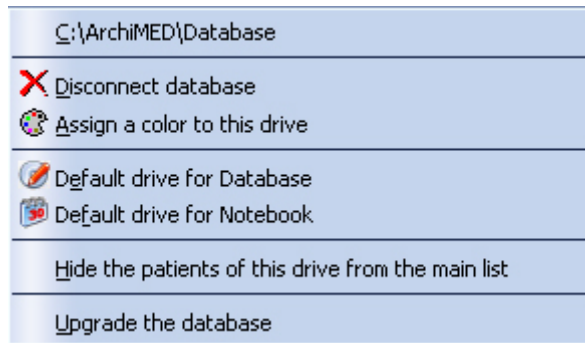 C:\ArchiMED\Database
Disconnect database
Assign a color to this drive
Default drive for Database
Default drive for Notebook
Hide the patients of this drive from the main list
Upgrade the database